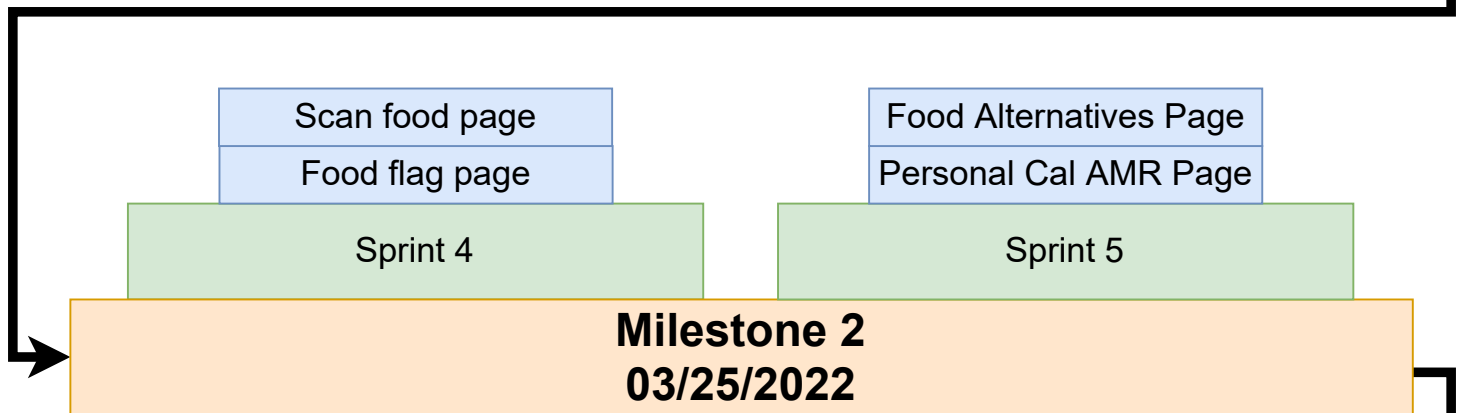 Scan food page
Food flag page
Sprint 4
Food Alternatives Page
Personal Cal AMR Page
Sprint 5
Milestone 2
03/25/2022